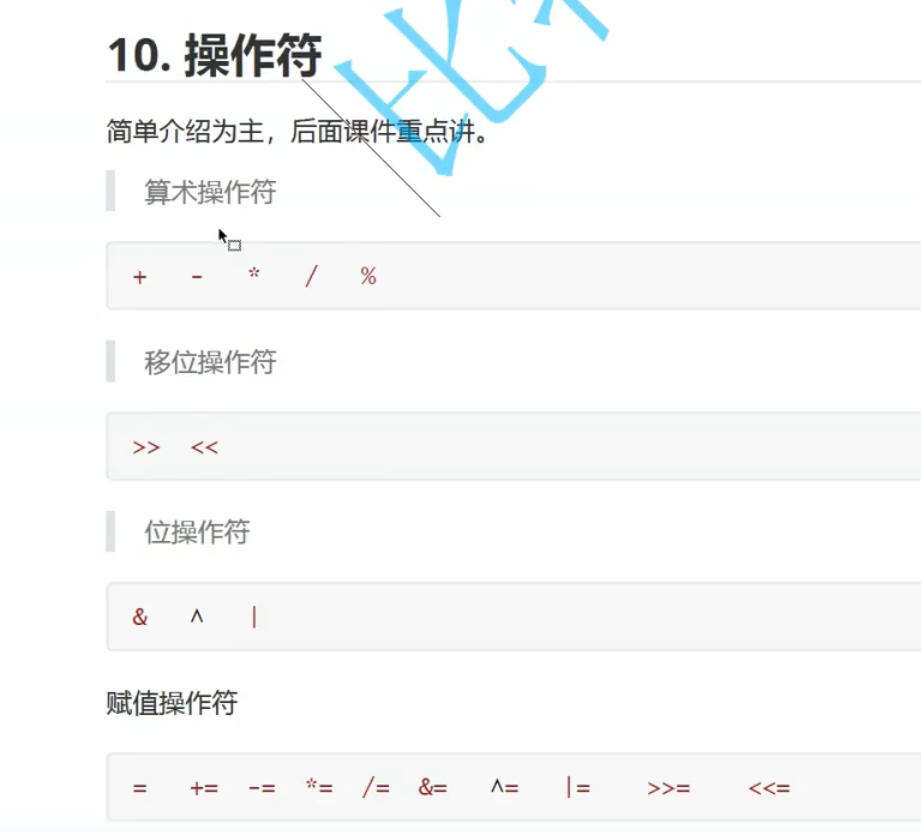 10. 操作符
简单介绍为主，后面课件重点讲。
算术操作符
+ - * / %
移位操作符
>> <<
位操作符
& ^ |
赋值操作符
= += -= *= /= &= ^= |= >>= <<=
比